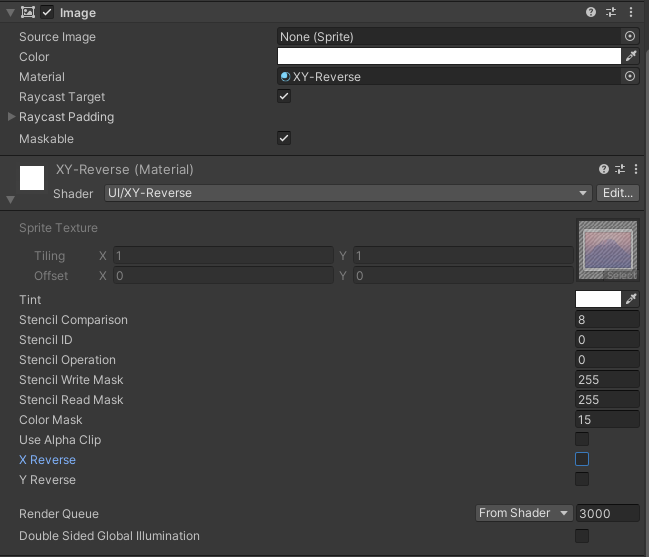 Image
Source Image None (Sprite)
Color
Material XY-Reverse
Raycast Target
Raycast Padding
Maskable
XY-Reverse (Material)
Shader UI/XY-Reverse Edit...
Sprite Texture
Tiling X 1 Y 1
Offset X 0 Y 0
Select
Tint
Stencil Comparison 8
Stencil ID 0
Stencil Operation 0
Stencil Write Mask 255
Stencil Read Mask 255
Color Mask 15
Use Alpha Clip
X Reverse
Y Reverse
Render Queue From Shader 3000
Double Sided Global Illumination